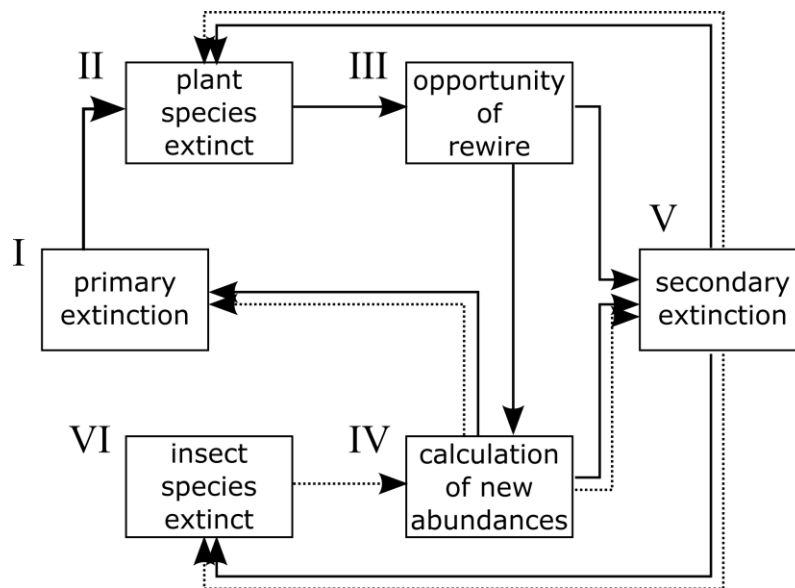 II
plant
species
extinct
III
opportunity
of
rewire
I
primary
extinction
V
secondary
extinction
VI
insect
species
extinct
IV
calculation
of new
abundances